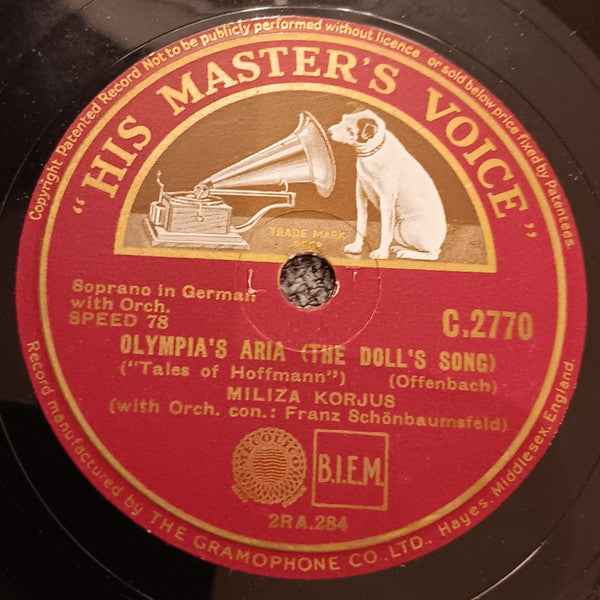 Copyright Patented Record Not to be publicly performed without licence or sold below price fixed by Patentees.
"HIS MASTER'S VOICE"
TRADE MARK
Soprano in German
with Orch.
SPEED 78
C.2770
OLYMPIA'S ARIA (THE DOLL'S SONG)
("Tales of Hoffmann") (Offenbach)
MILIZA KORJUS
(with Orch. con.: Franz Schönbaumsfeld)
B.I.E.M.
2RA.284
Record manufactured by THE GRAMOPHONE CO., LTD., Hayes, Middlesex, England.